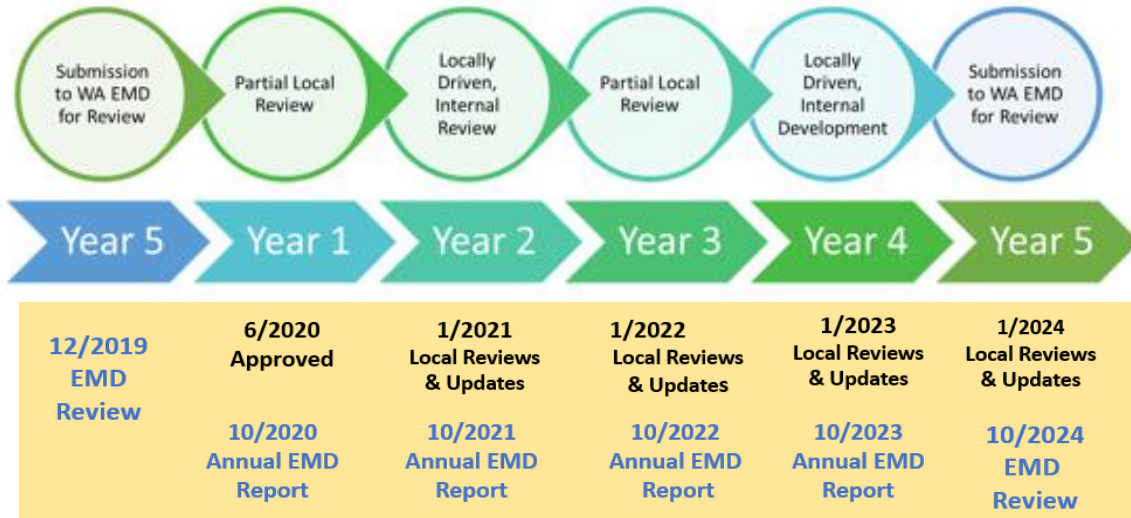 Submission
to WA EMD
for Review
Partial Local
Review
Locally
Driven,
Internal
Review
Partial Local
Review
Locally
Driven,
Internal
Development
Submission
to WA EMD
for Review
Year 5
Year 1
Year 2
Year 3
Year 4
Year 5
12/2019
EMD
Review
6/2020
Approved
10/2020
Annual EMD
Report
1/2021
Local Reviews
& Updates
10/2021
Annual EMD
Report
1/2022
Local Reviews
& Updates
10/2022
Annual EMD
Report
1/2023
Local Reviews
& Updates
10/2023
Annual EMD
Report
1/2024
Local Reviews
& Updates
10/2024
EMD
Review